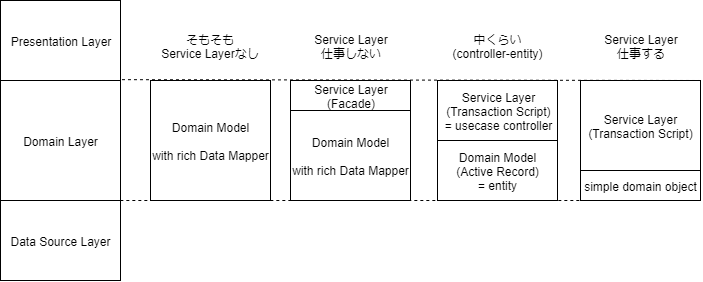 Presentation Layer
そもそも
Service Layerなし
Service Layer
仕事しない
中くらい
(controller-entity)
Service Layer
仕事する
Domain Layer
Domain Model
with rich Data Mapper
Service Layer
(Facade)
Domain Model
with rich Data Mapper
Service Layer
(Transaction Script)
= usecase controller
Domain Model
(Active Record)
= entity
Service Layer
(Transaction Script)
simple domain object
Data Source Layer